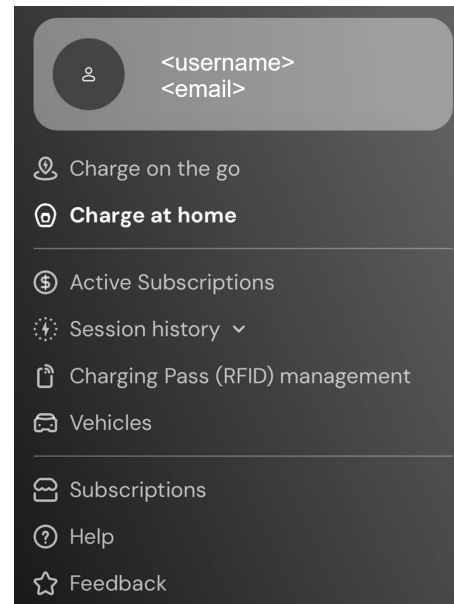 <username>
<email>
Charge on the go
Charge at home
Active Subscriptions
Session history
Charging Pass (RFID) management
Vehicles
Subscriptions
Help
Feedback